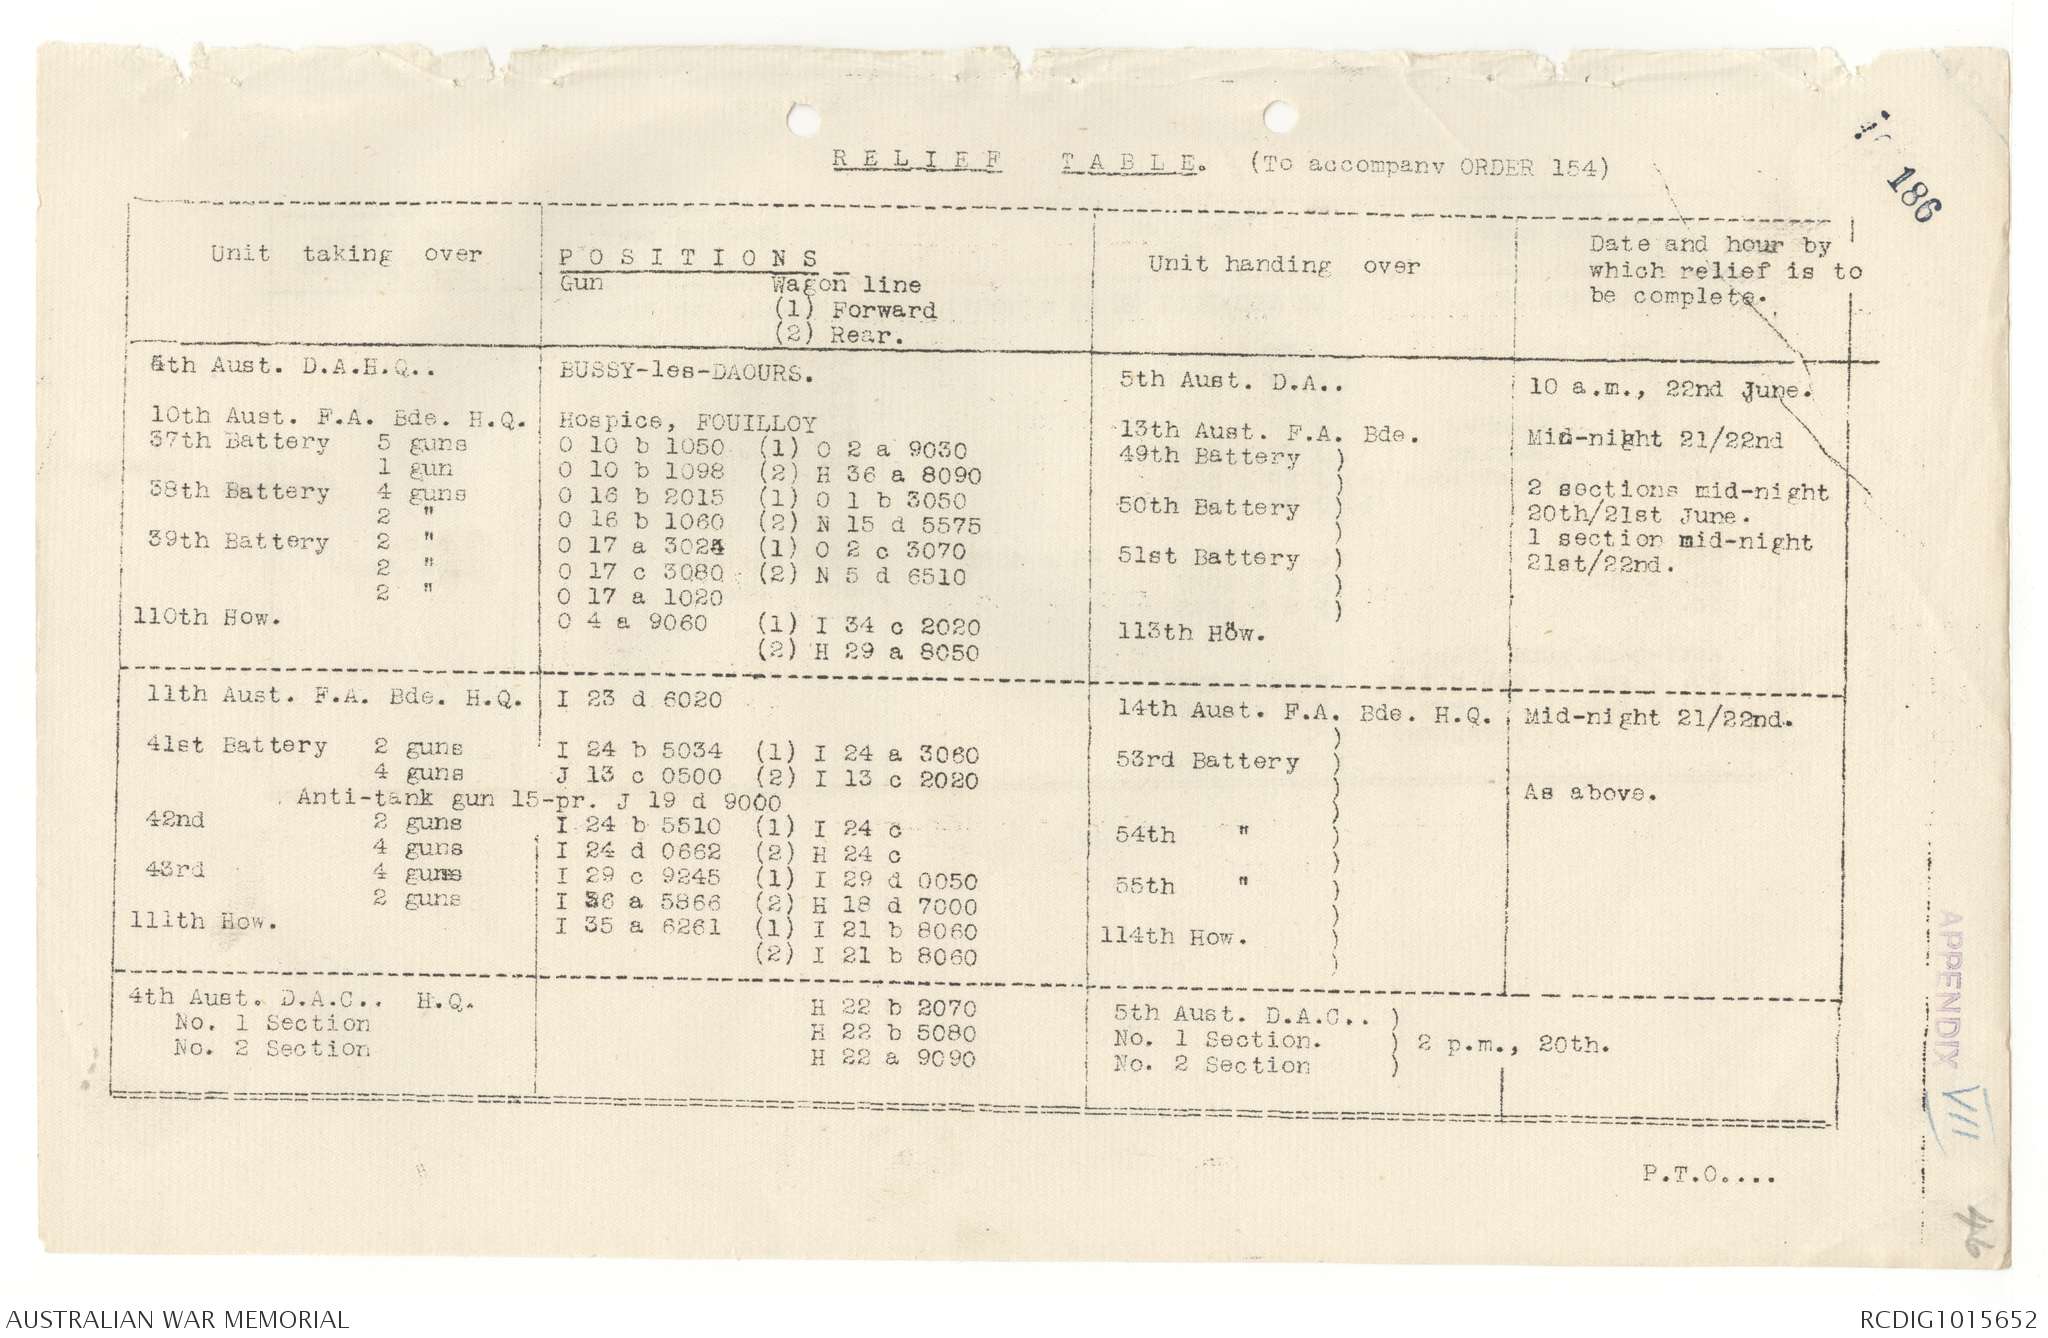 RELIEF TABLE. (To accompany ORDER 154)
186
Unit taking over
POSITIONS
Gun Wagon line
(1) Forward
(2) Rear.
Unit handing over
Date and hour by
which relief is to
be complete.
4th Aust. D.A.H.Q.. BUSSY-les-DAOURS. 5th Aust. D.A.. 10 a.m., 22nd June.
10th Aust. F.A. Bde. H.Q. Hospice, FOUILLOY 13th Aust. F.A. Bde. Mid-night 21/22nd
37th Battery 5 guns O 10 b 1050 (1) O 2 a 9030 49th Battery )
1 gun O 10 b 1098 (2) H 36 a 8090 )
38th Battery 4 guns O 16 b 2015 (1) O 1 b 3050 50th Battery ) 2 sections mid-night
2 " O 16 b 1060 (2) N 15 d 5575 ) 20th/21st June.
39th Battery 2 " O 17 a 3024 (1) O 2 c 3070 51st Battery ) 1 section mid-night
2 " O 17 c 3080 (2) N 5 d 6510 ) 21st/22nd.
2 " O 17 a 1020 )
110th How. O 4 a 9060 (1) I 34 c 2020 113th How.
(2) H 29 a 8050
11th Aust. F.A. Bde. H.Q. I 23 d 6020 14th Aust. F.A. Bde. H.Q. Mid-night 21/22nd.
41st Battery 2 guns I 24 b 5034 (1) I 24 a 3060 53rd Battery )
4 guns J 13 c 0500 (2) I 13 c 2020 )
Anti-tank gun 15-pr. J 19 d 9000 ) As above.
42nd 2 guns I 24 b 5510 (1) I 24 c 54th " )
4 guns I 24 d 0662 (2) H 24 c )
43rd 4 guns I 29 c 9245 (1) I 29 d 0050 55th " )
2 guns I 36 a 5866 (2) H 18 d 7000 )
111th How. I 35 a 6261 (1) I 21 b 8060 114th How. )
(2) I 21 b 8060 )
4th Aust. D.A.C.. H.Q. H 22 b 2070 5th Aust. D.A.C.. )
No. 1 Section H 22 b 5080 No. 1 Section. ) 2 p.m., 20th.
No. 2 Section H 22 a 9090 No. 2 Section )
P.T.O....
APPENDIX VII
46
AUSTRALIAN WAR MEMORIAL
RCDIG1015652